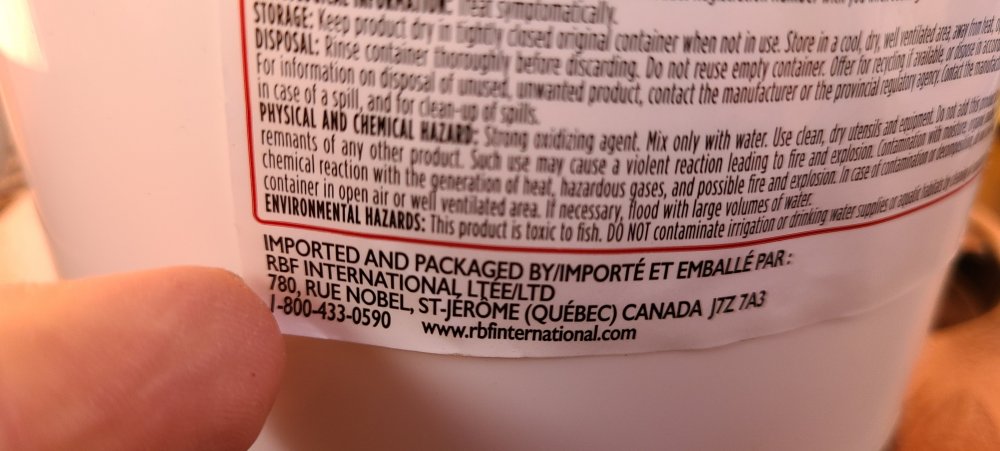 INFORMATION: Treat symptomatically.
STORAGE: Keep product dry in tightly closed original container when not in use. Store in a cool, dry, well ventilated area, away from heat,
DISPOSAL: Rinse container thoroughly before discarding. Do not reuse empty container. Offer for recycling if available, or dispose in
For information on disposal of unused, unwanted product, contact the manufacturer or the provincial regulatory agency. Contact the
in case of a spill, and for clean-up of spills.
PHYSICAL AND CHEMICAL HAZARD: Strong oxidizing agent. Mix only with water. Use clean, dry utensils and equipment. Do not add this
remnants of any other product. Such use may cause a violent reaction leading to fire and explosion. Contamination with moisture,
chemical reaction with the generation of heat, hazardous gases, and possible fire and explosion. In case of contamination or decomposition,
container in open air or well ventilated area. If necessary, flood with large volumes of water.
ENVIRONMENTAL HAZARDS: This product is toxic to fish. DO NOT contaminate irrigation or drinking water supplies or aquatic habitats by
IMPORTED AND PACKAGED BY/IMPORTÉ ET EMBALLÉ PAR :
RBF INTERNATIONAL LTÉE/LTD
780, RUE NOBEL, ST-JÉRÔME (QUÉBEC) CANADA J7Z 7A3
1-800-433-0590 www.rbfinternational.com